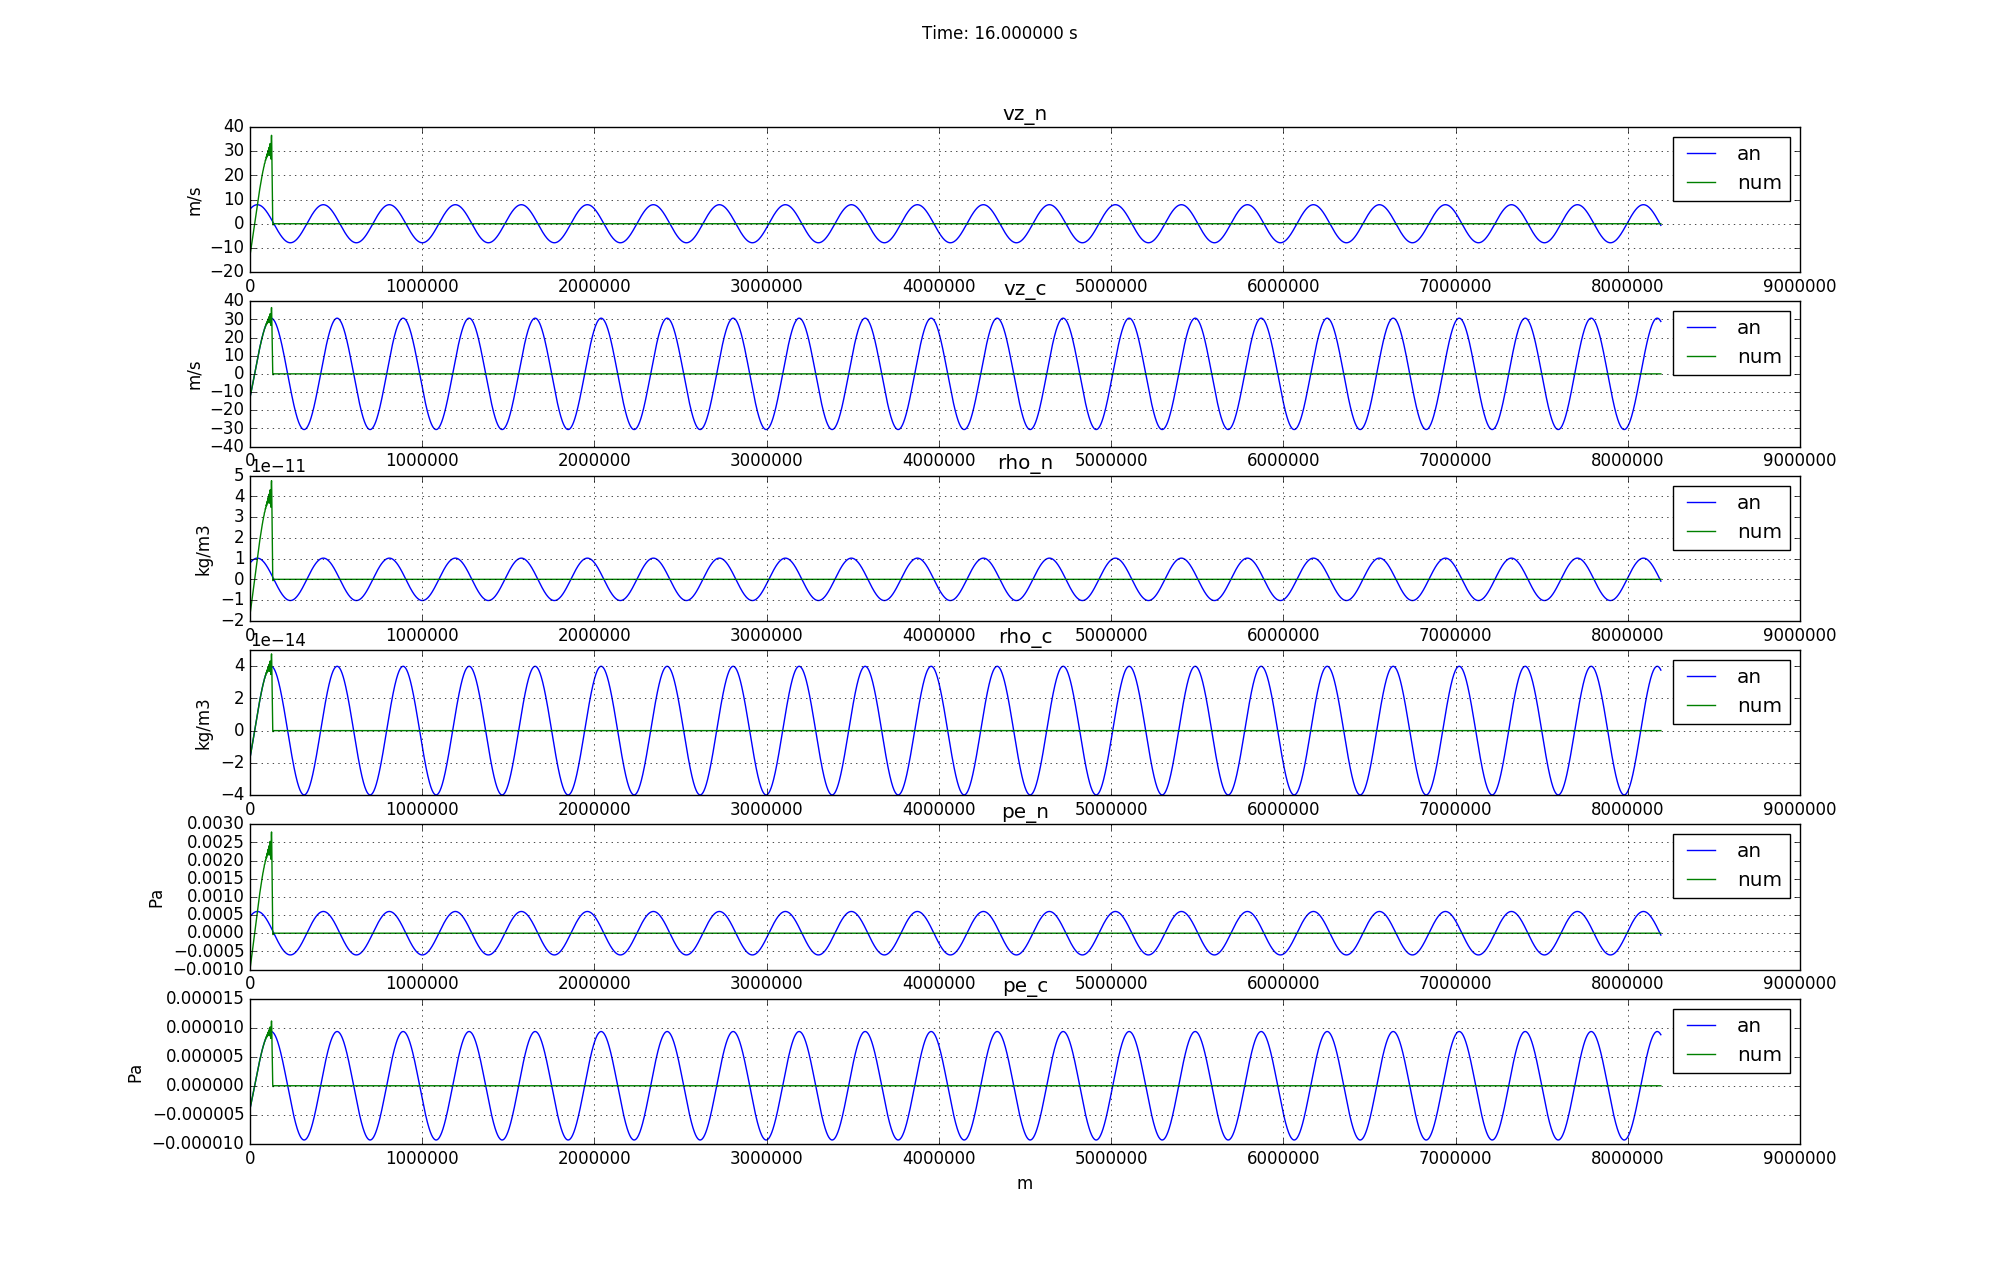 Time: 16.000000 s
vz_n
40
30
20
10
0
−10
−20
m/s
an
num
0 1000000 2000000 3000000 4000000 5000000 6000000 7000000 8000000 9000000
vz_c
40
30
20
10
0
−10
−20
−30
−40
m/s
an
num
0 1000000 2000000 3000000 4000000 5000000 6000000 7000000 8000000 9000000
1e−11
rho_n
5
4
3
2
1
0
−1
−2
kg/m3
an
num
0 1000000 2000000 3000000 4000000 5000000 6000000 7000000 8000000 9000000
1e−14
rho_c
4
2
0
−2
−4
kg/m3
an
num
0 1000000 2000000 3000000 4000000 5000000 6000000 7000000 8000000 9000000
pe_n
0.0030
0.0025
0.0020
0.0015
0.0010
0.0005
0.0000
−0.0005
−0.0010
Pa
an
num
0 1000000 2000000 3000000 4000000 5000000 6000000 7000000 8000000 9000000
pe_c
0.000015
0.000010
0.000005
0.000000
−0.000005
−0.000010
Pa
an
num
0 1000000 2000000 3000000 4000000 5000000 6000000 7000000 8000000 9000000
m